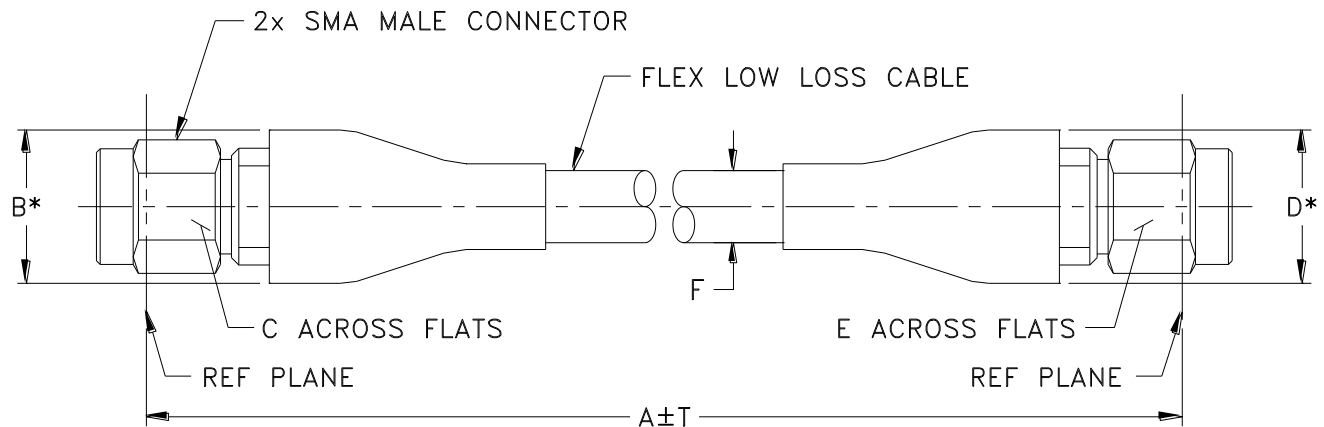 2x SMA MALE CONNECTOR
FLEX LOW LOSS CABLE
B*
D*
F
C ACROSS FLATS
E ACROSS FLATS
REF PLANE
REF PLANE
A±T